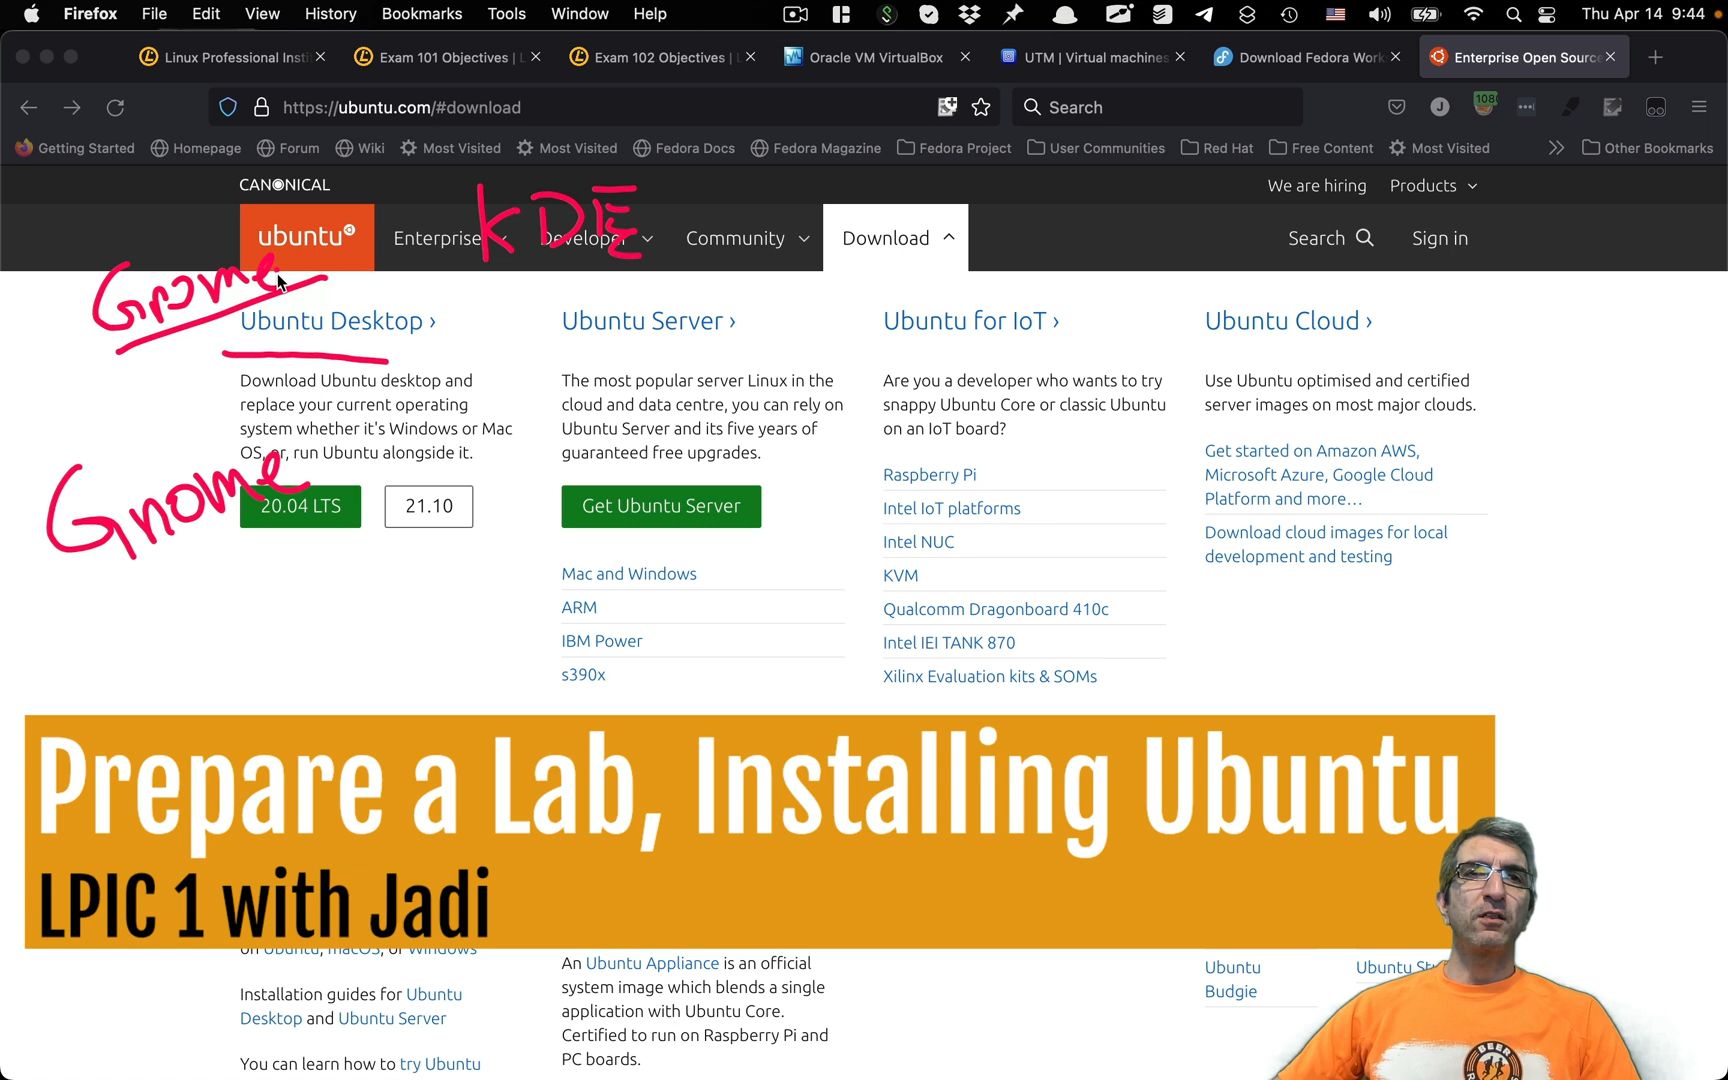 Firefox File Edit View History Bookmarks Tools Window Help Thu Apr 14 9:44
Linux Professional Insti Exam 101 Objectives | L Exam 102 Objectives | L Oracle VM VirtualBox UTM | Virtual machines Download Fedora Work Enterprise Open Source
https://ubuntu.com/#download Search J 108
Getting Started Homepage Forum Wiki Most Visited Most Visited Fedora Docs Fedora Magazine Fedora Project User Communities Red Hat Free Content Most Visited Other Bookmarks
CANONICAL We are hiring Products
KDE
ubuntu Enterprise Developer Community Download Search Sign in
Gnome
Ubuntu Desktop › Ubuntu Server › Ubuntu for IoT › Ubuntu Cloud ›
Download Ubuntu desktop and
replace your current operating
system whether it's Windows or Mac
OS, or, run Ubuntu alongside it.
Gnome
20.04 LTS 21.10
The most popular server Linux in the
cloud and data centre, you can rely on
Ubuntu Server and its five years of
guaranteed free upgrades.
Get Ubuntu Server
Mac and Windows
ARM
IBM Power
s390x
Are you a developer who wants to try
snappy Ubuntu Core or classic Ubuntu
on an IoT board?
Raspberry Pi
Intel IoT platforms
Intel NUC
KVM
Qualcomm Dragonboard 410c
Intel IEI TANK 870
Xilinx Evaluation kits & SOMs
Use Ubuntu optimised and certified
server images on most major clouds.
Get started on Amazon AWS,
Microsoft Azure, Google Cloud
Platform and more…
Download cloud images for local
development and testing
Prepare a Lab, Installing Ubuntu
LPIC 1 with Jadi
on Ubuntu, macOS, or Windows
Installation guides for Ubuntu
Desktop and Ubuntu Server
You can learn how to try Ubuntu
An Ubuntu Appliance is an official
system image which blends a single
application with Ubuntu Core.
Certified to run on Raspberry Pi and
PC boards.
Ubuntu
Budgie
Ubuntu
BEER